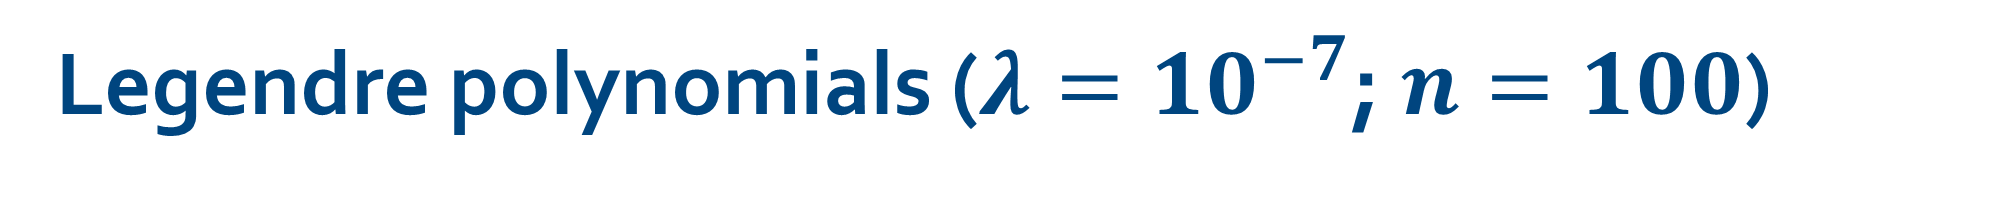 Legendre polynomials (λ = 10⁻⁷; n = 100)